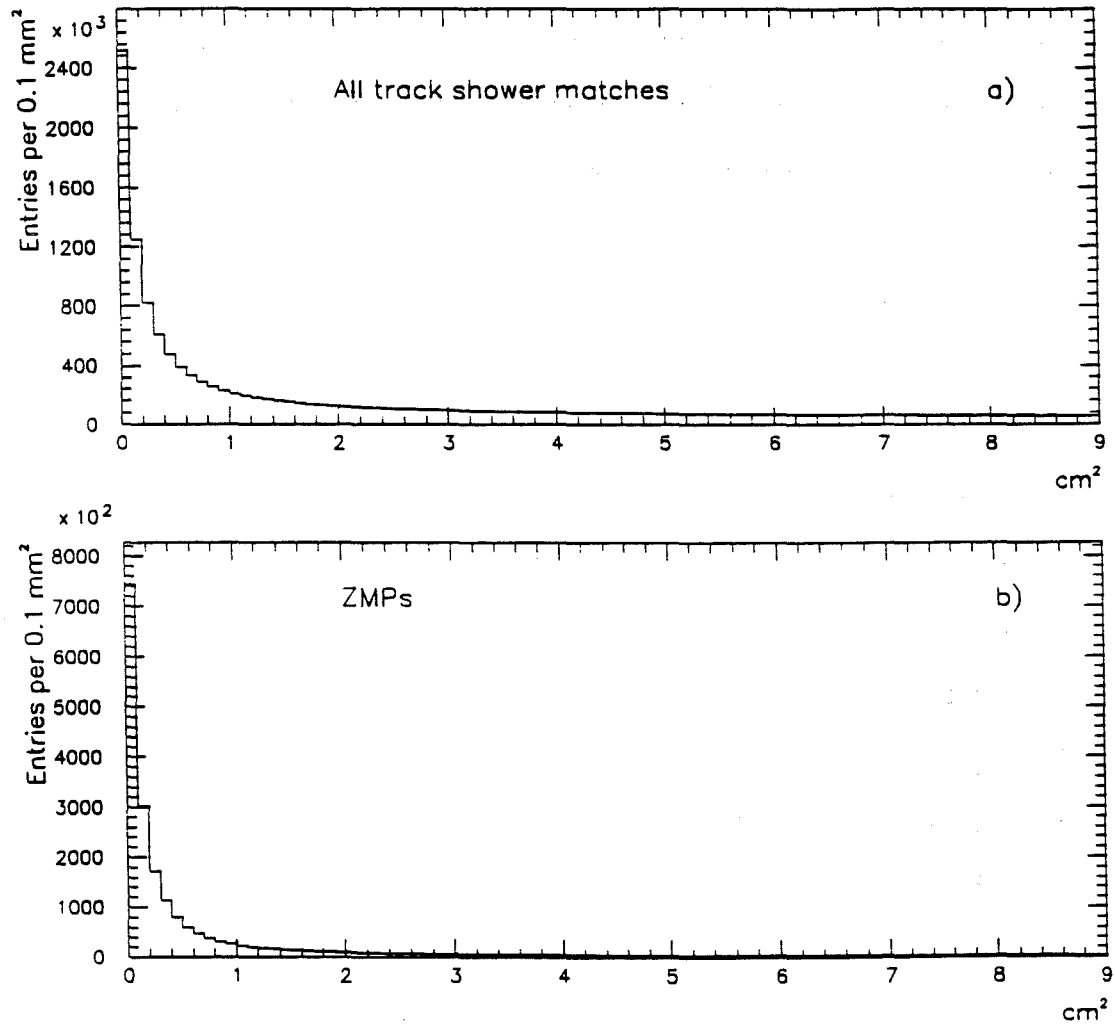 x 10³
Entries per 0.1 mm²
2400
2000
1600
1200
800
400
0
All track shower matches
a)
0 1 2 3 4 5 6 7 8 9
cm²
x 10²
Entries per 0.1 mm²
8000
7000
6000
5000
4000
3000
2000
1000
0
ZMPs
b)
0 1 2 3 4 5 6 7 8 9
cm²